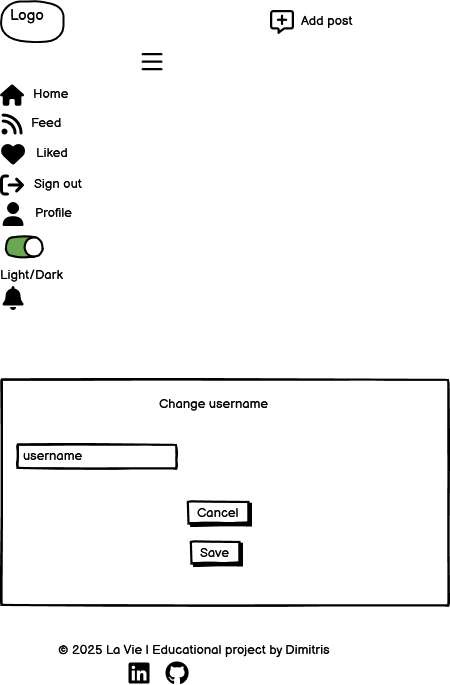 Logo
Add post
Home
Feed
Liked
Sign out
Profile
Light/Dark
Change username
username
Cancel
Save
© 2025 La Vie | Educational project by Dimitris
in